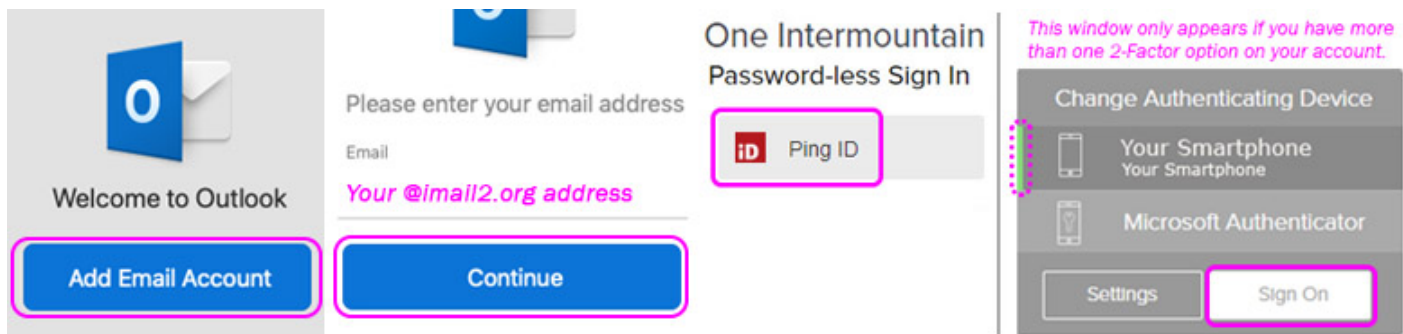 O
Welcome to Outlook
Add Email Account
Please enter your email address
Email
Your @imail2.org address
Continue
One Intermountain
Password-less Sign In
iD Ping ID
This window only appears if you have more
than one 2-Factor option on your account.
Change Authenticating Device
Your Smartphone
Your Smartphone
Microsoft Authenticator
Settings
Sign On